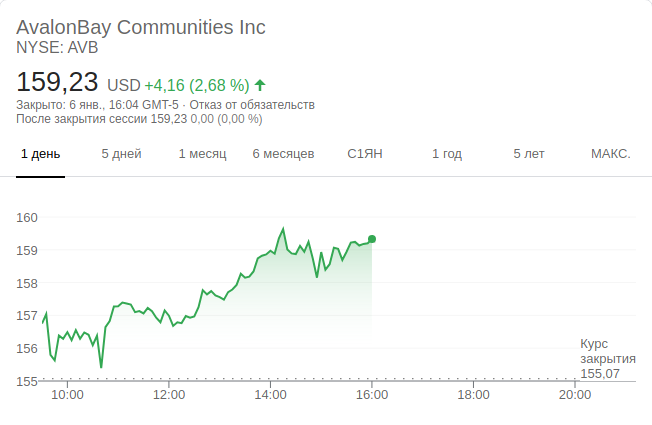 AvalonBay Communities Inc
NYSE: AVB
159,23 USD +4,16 (2,68 %)
Закрыто: 6 янв., 16:04 GMT-5 · Отказ от обязательств
После закрытия сессии 159,23 0,00 (0,00 %)
1 день 5 дней 1 месяц 6 месяцев С1ЯН 1 год 5 лет МАКС.
160
159
158
157
156
155
Курс
закрытия
155,07
10:00 12:00 14:00 16:00 18:00 20:00